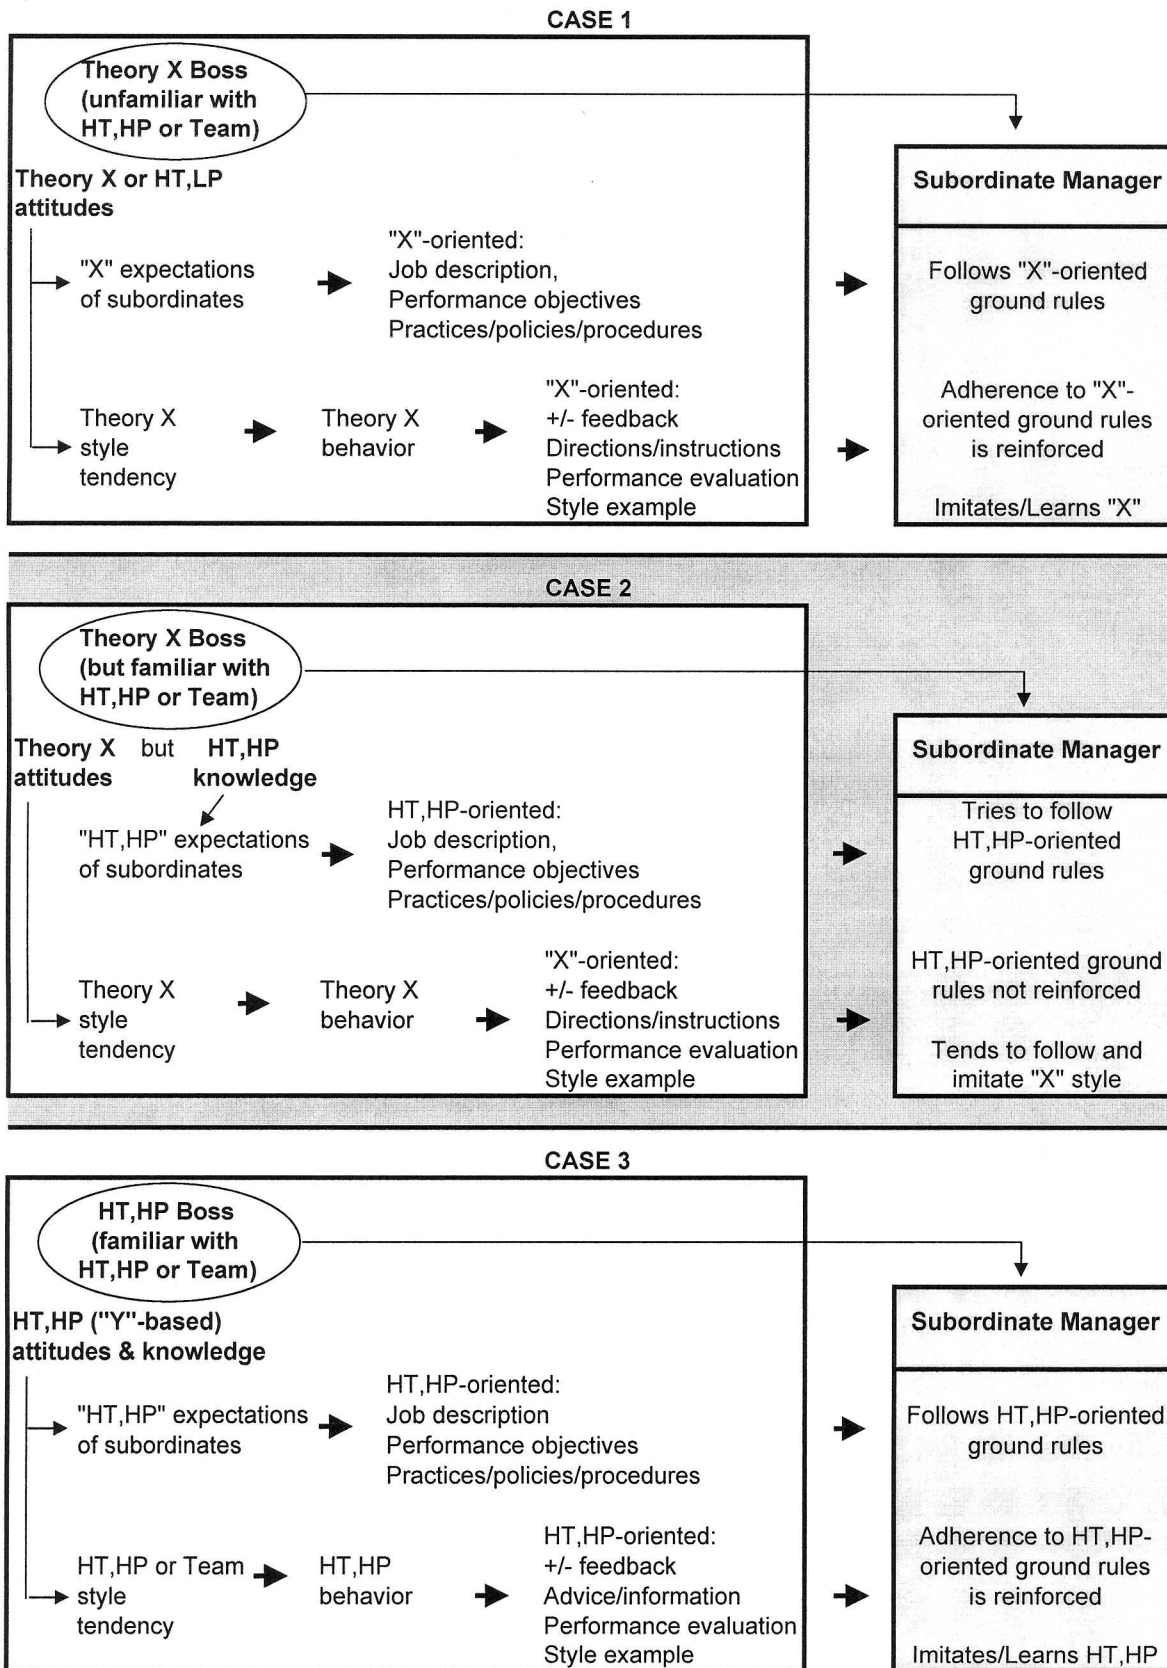 CASE 1
Theory X Boss
(unfamiliar with
HT,HP or Team)
Theory X or HT,LP
attitudes
"X" expectations
of subordinates
"X"-oriented:
Job description,
Performance objectives
Practices/policies/procedures
Theory X
style
tendency
Theory X
behavior
"X"-oriented:
+/- feedback
Directions/instructions
Performance evaluation
Style example
Subordinate Manager
Follows "X"-oriented
ground rules
Adherence to "X"-
oriented ground rules
is reinforced
Imitates/Learns "X"
CASE 2
Theory X Boss
(but familiar with
HT,HP or Team)
Theory X but HT,HP
attitudes knowledge
"HT,HP" expectations
of subordinates
HT,HP-oriented:
Job description,
Performance objectives
Practices/policies/procedures
Theory X
style
tendency
Theory X
behavior
"X"-oriented:
+/- feedback
Directions/instructions
Performance evaluation
Style example
Subordinate Manager
Tries to follow
HT,HP-oriented
ground rules
HT,HP-oriented ground
rules not reinforced
Tends to follow and
imitate "X" style
CASE 3
HT,HP Boss
(familiar with
HT,HP or Team)
HT,HP ("Y"-based)
attitudes & knowledge
"HT,HP" expectations
of subordinates
HT,HP-oriented:
Job description
Performance objectives
Practices/policies/procedures
HT,HP or Team
style
tendency
HT,HP
behavior
HT,HP-oriented:
+/- feedback
Advice/information
Performance evaluation
Style example
Subordinate Manager
Follows HT,HP-oriented
ground rules
Adherence to HT,HP-
oriented ground rules
is reinforced
Imitates/Learns HT,HP